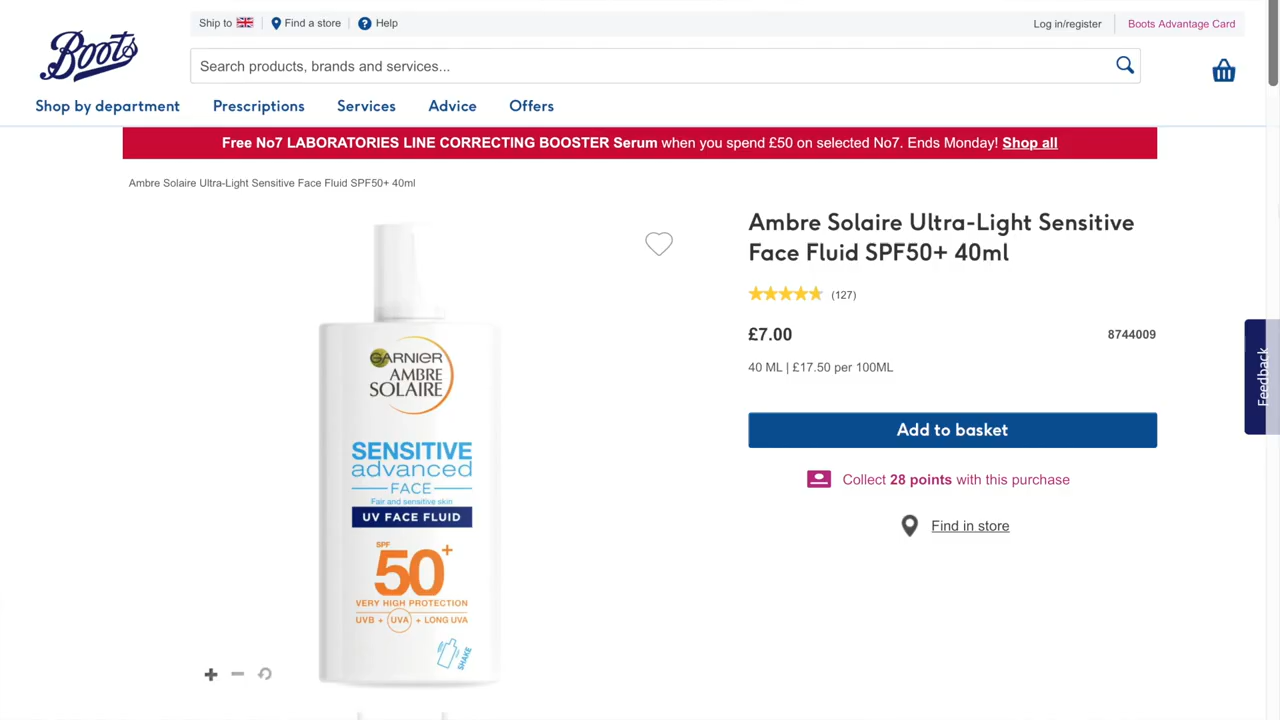 Ship to
Find a store
Help
Log in/register
Boots Advantage Card
Boots
Search products, brands and services...
Shop by department
Prescriptions
Services
Advice
Offers
Free No7 LABORATORIES LINE CORRECTING BOOSTER Serum when you spend £50 on selected No7. Ends Monday! Shop all
Ambre Solaire Ultra-Light Sensitive Face Fluid SPF50+ 40ml
GARNIER
AMBRE
SOLAIRE
SENSITIVE
advanced
FACE
Fair and sensitive skin
UV FACE FLUID
SPF
50+
VERY HIGH PROTECTION
UVB + UVA + LONG UVA
SHAKE
Ambre Solaire Ultra-Light Sensitive
Face Fluid SPF50+ 40ml
(127)
£7.00
8744009
40 ML | £17.50 per 100ML
Add to basket
Collect 28 points with this purchase
Find in store
Feedback